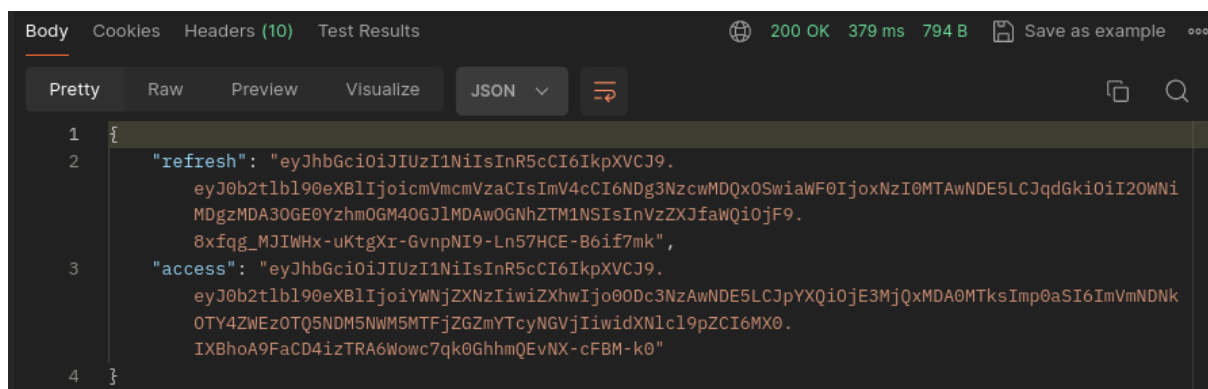 Body Cookies Headers (10) Test Results 200 OK 379 ms 794 B Save as example
Pretty Raw Preview Visualize JSON
1 {
2 "refresh": "eyJhbGciOiJIUzI1NiIsInR5cCI6IkpXVCJ9.
eyJ0b2tlbl90eXBlIjoicmVmcmVzaCIsImV4cCI6NDg3NzcwMDQxOSwiaWF0IjoxNzI0MTAwNDE5LCJqdGkiOiI2OWNi
MDgzMDA3OGE0YzhmOGM4OGJlMDAwOGNhZTM1NSIsInVzZXJfaWQiOjF9.
8xfqg_MJIWHx-uKtgXr-GvnpNI9-Ln57HCE-B6if7mk",
3 "access": "eyJhbGciOiJIUzI1NiIsInR5cCI6IkpXVCJ9.
eyJ0b2tlbl90eXBlIjoiYWNjZXNzIiwiZXhwIjo0ODc3NzAwNDE5LCJpYXQiOjE3MjQxMDA0MTksImp0aSI6ImVmNDNk
OTY4ZWEzOTQ5NDM5NWM5MTFjZGZmYTcyNGVjIiwidXNlcl9pZCI6MX0.
IXBhoA9FaCD4izTRA6Wowc7qk0GhhmQEvNX-cFBM-k0"
4 }